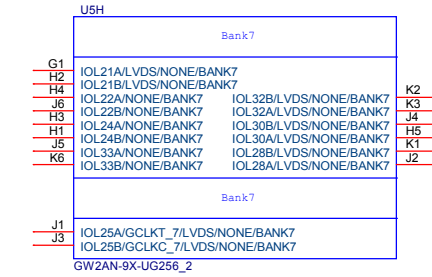 U5H
Bank7
G1 IOL21A/LVDS/NONE/BANK7
H2 IOL21B/LVDS/NONE/BANK7
H4 IOL22A/NONE/BANK7 IOL32B/LVDS/NONE/BANK7 K2
J6 IOL22B/NONE/BANK7 IOL32A/LVDS/NONE/BANK7 K3
H3 IOL24A/NONE/BANK7 IOL30B/LVDS/NONE/BANK7 J4
H1 IOL24B/NONE/BANK7 IOL30A/LVDS/NONE/BANK7 H5
J5 IOL33A/NONE/BANK7 IOL28B/LVDS/NONE/BANK7 K1
K6 IOL33B/NONE/BANK7 IOL28A/LVDS/NONE/BANK7 J2
Bank7
J1 IOL25A/GCLKT_7/LVDS/NONE/BANK7
J3 IOL25B/GCLKC_7/LVDS/NONE/BANK7
GW2AN-9X-UG256_2